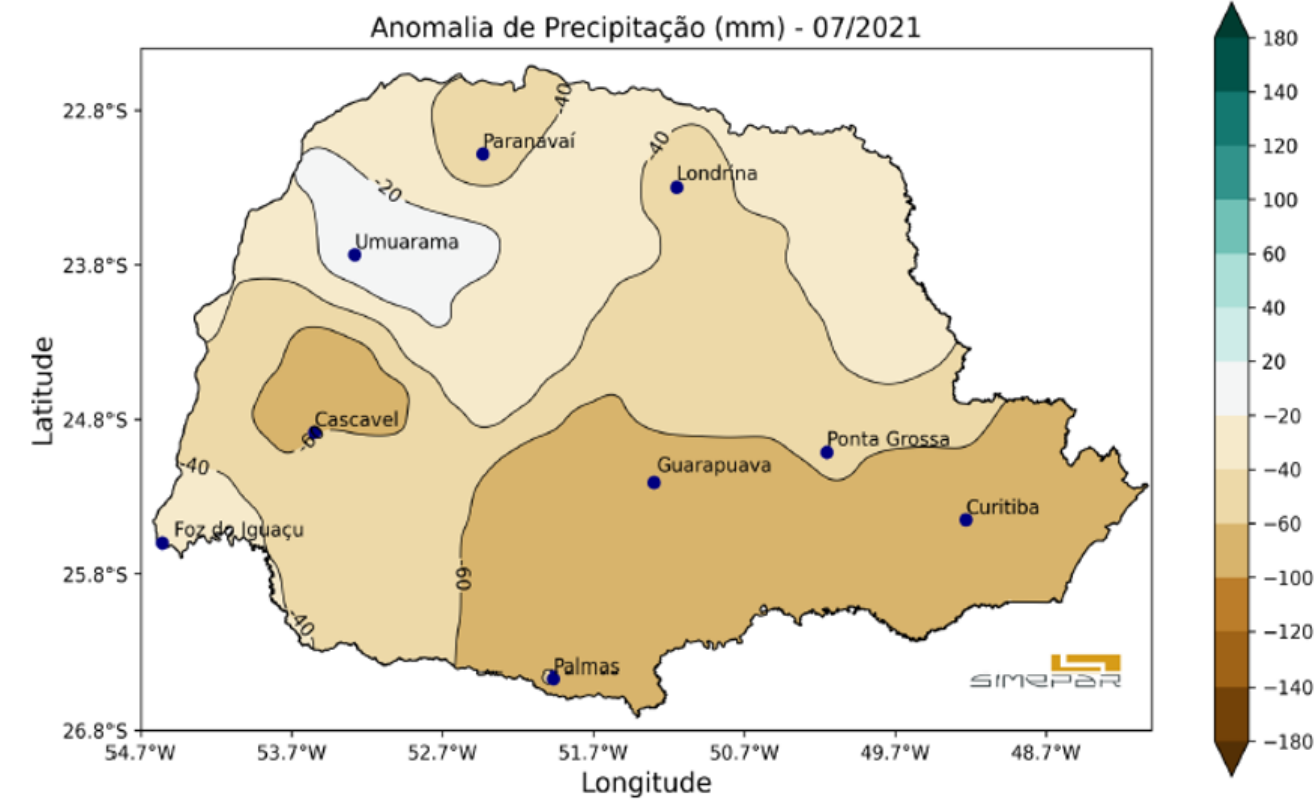 Anomalia de Precipitação (mm) - 07/2021
Latitude
22.8°S
23.8°S
24.8°S
25.8°S
26.8°S
-40
Paranavaí
-40
Londrina
-20
Umuarama
Cascavel
Ponta Grossa
-40
Guarapuava
Curitiba
Foz do Iguaçu
-60
-40
Palmas
SIMEPAR
54.7°W
53.7°W
52.7°W
51.7°W
50.7°W
49.7°W
48.7°W
Longitude
180
140
120
100
60
40
20
−20
−40
−60
−100
−120
−140
−180